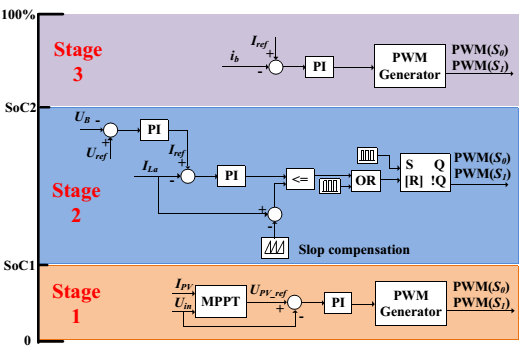 100%
Stage
3
I_ref
+
i_b
-
PI
PWM
Generator
PWM(S_0)
PWM(S_1)
SoC2
Stage
2
U_B -
+
U_ref
PI
I_ref
+
I_La
-
PI
<=
+
-
OR
S Q
[R] !Q
PWM(S_0)
PWM(S_1)
Slop compensation
SoC1
Stage
1
I_PV
U_in
MPPT
U_PV_ref
+
-
PI
PWM
Generator
PWM(S_0)
PWM(S_1)
0